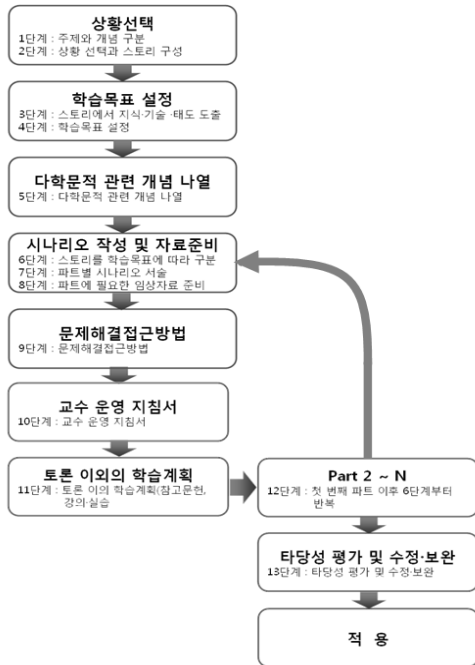 상황선택
1단계 : 주제와 개념 구분
2단계 : 상황 선택과 스토리 구성
학습목표 설정
3단계 : 스토리에서 지식·기술 ·태도 도출
4단계 : 학습목표 설정
다학문적 관련 개념 나열
5단계 : 다학문적 관련 개념 나열
시나리오 작성 및 자료준비
6단계 : 스토리를 학습목표에 따라 구분
7단계 : 파트별 시나리오 서술
8단계 : 파트에 필요한 임상자료 준비
문제해결접근방법
9단계 : 문제해결접근방법
교수 운영 지침서
10단계 : 교수 운영 지침서
토론 이외의 학습계획
11단계 : 토론 이의 학습계획(참고문헌,
강의·실습
Part 2 ~ N
12단계 : 첫 번째 파트 이후 6단계부터
반복
타당성 평가 및 수정·보완
13단계 : 타당성 평가 및 수정·보완
적 용